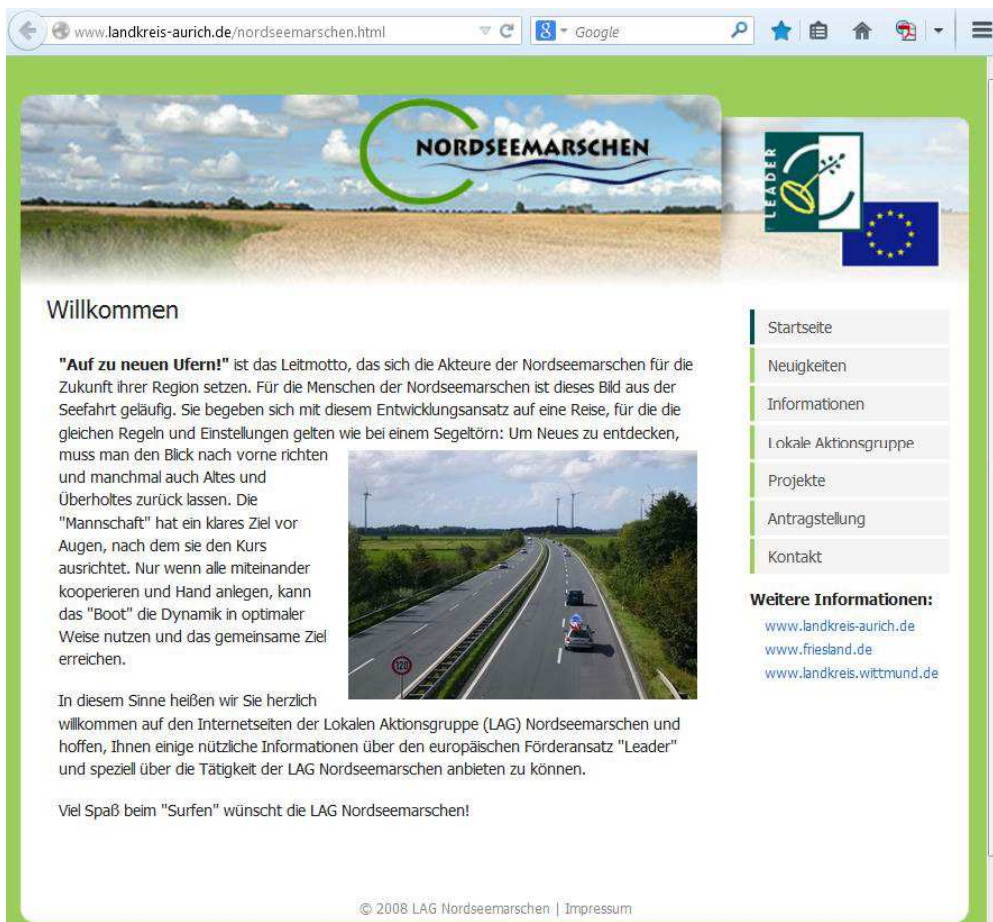 www.landkreis-aurich.de/nordseemarschen.html
8
Google
NORDSEEMARSCHEN
LEADER
Willkommen
"Auf zu neuen Ufern!" ist das Leitmotto, das sich die Akteure der Nordseemarschen für die
Zukunft ihrer Region setzen. Für die Menschen der Nordseemarschen ist dieses Bild aus der
Seefahrt geläufig. Sie begeben sich mit diesem Entwicklungsansatz auf eine Reise, für die die
gleichen Regeln und Einstellungen gelten wie bei einem Segeltörn: Um Neues zu entdecken,
muss man den Blick nach vorne richten
und manchmal auch Altes und
Überholtes zurück lassen. Die
"Mannschaft" hat ein klares Ziel vor
Augen, nach dem sie den Kurs
ausrichtet. Nur wenn alle miteinander
kooperieren und Hand anlegen, kann
das "Boot" die Dynamik in optimaler
Weise nutzen und das gemeinsame Ziel
erreichen.
120
In diesem Sinne heißen wir Sie herzlich
willkommen auf den Internetseiten der Lokalen Aktionsgruppe (LAG) Nordseemarschen und
hoffen, Ihnen einige nützliche Informationen über den europäischen Förderansatz "Leader"
und speziell über die Tätigkeit der LAG Nordseemarschen anbieten zu können.
Viel Spaß beim "Surfen" wünscht die LAG Nordseemarschen!
Startseite
Neuigkeiten
Informationen
Lokale Aktionsgruppe
Projekte
Antragstellung
Kontakt
Weitere Informationen:
www.landkreis-aurich.de
www.friesland.de
www.landkreis.wittmund.de
© 2008 LAG Nordseemarschen | Impressum